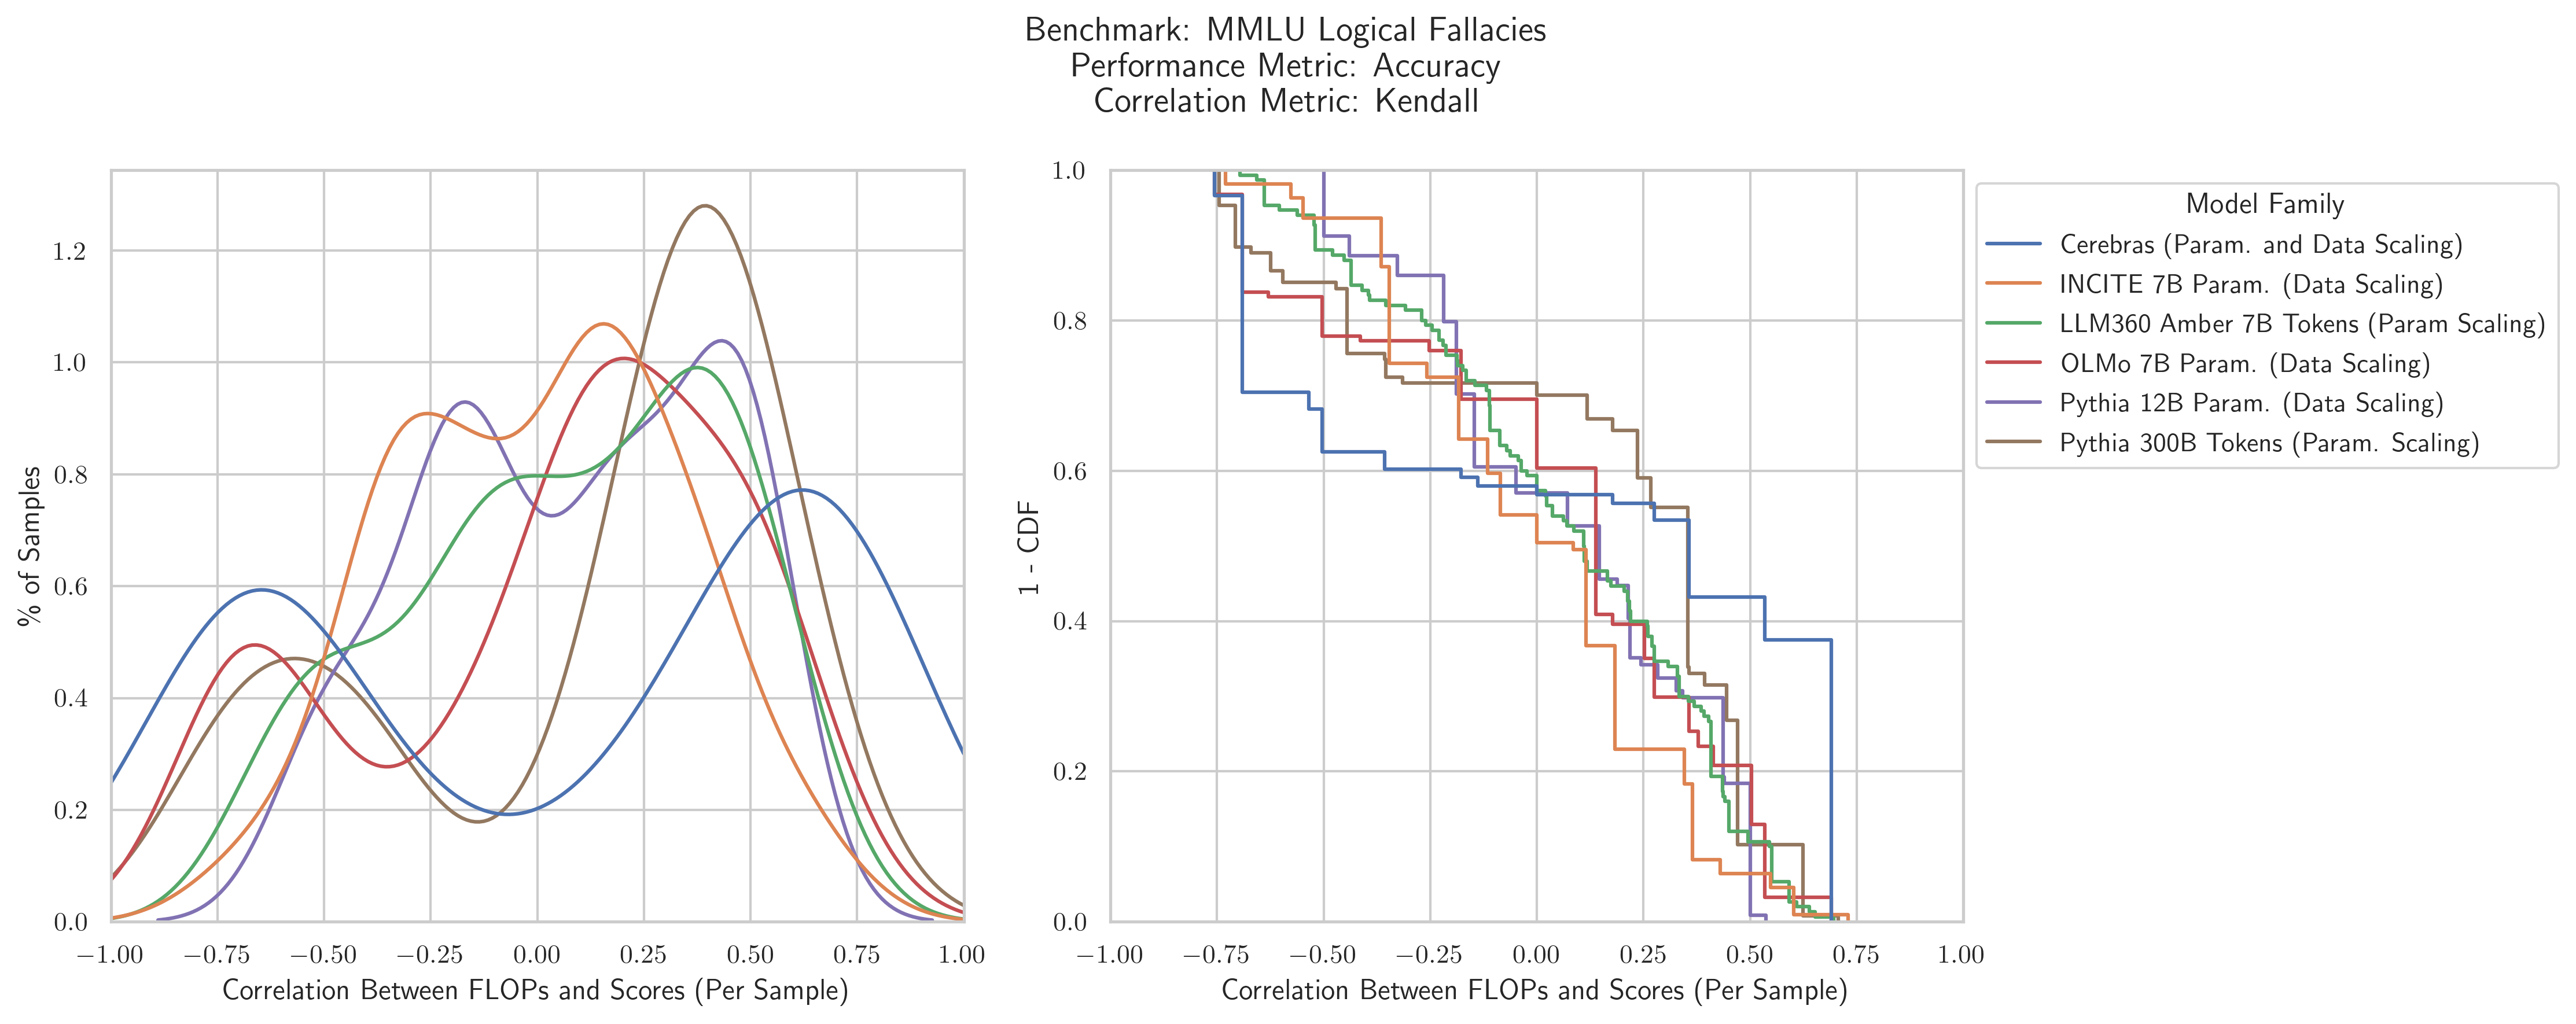 Benchmark: MMLU Logical Fallacies
Performance Metric: Accuracy
Correlation Metric: Kendall
% of Samples
1.2
1.0
0.8
0.6
0.4
0.2
0.0
−1.00 −0.75 −0.50 −0.25 0.00 0.25 0.50 0.75 1.00
Correlation Between FLOPs and Scores (Per Sample)
1 - CDF
1.0
0.8
0.6
0.4
0.2
0.0
−1.00 −0.75 −0.50 −0.25 0.00 0.25 0.50 0.75 1.00
Correlation Between FLOPs and Scores (Per Sample)
Model Family
Cerebras (Param. and Data Scaling)
INCITE 7B Param. (Data Scaling)
LLM360 Amber 7B Tokens (Param Scaling)
OLMo 7B Param. (Data Scaling)
Pythia 12B Param. (Data Scaling)
Pythia 300B Tokens (Param. Scaling)